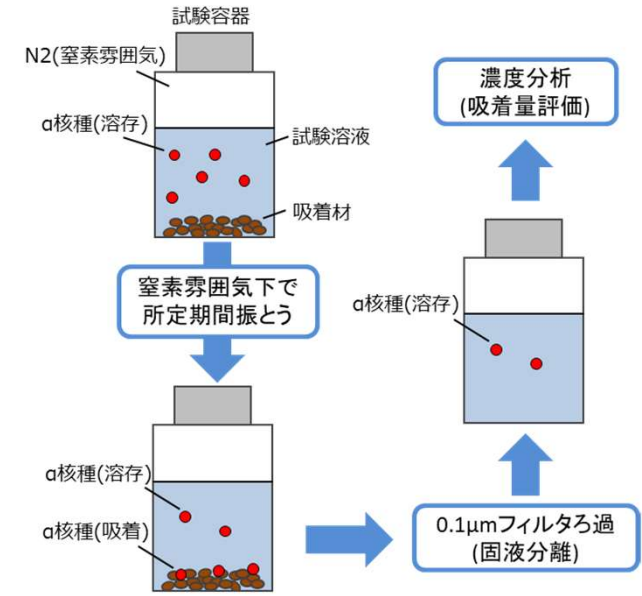 試験容器
N2(窒素雰囲気)
α核種(溶存)
試験溶液
吸着材
窒素雰囲気下で
所定期間振とう
α核種(溶存)
α核種(吸着)
0.1μmフィルタろ過
(固液分離)
α核種(溶存)
濃度分析
(吸着量評価)